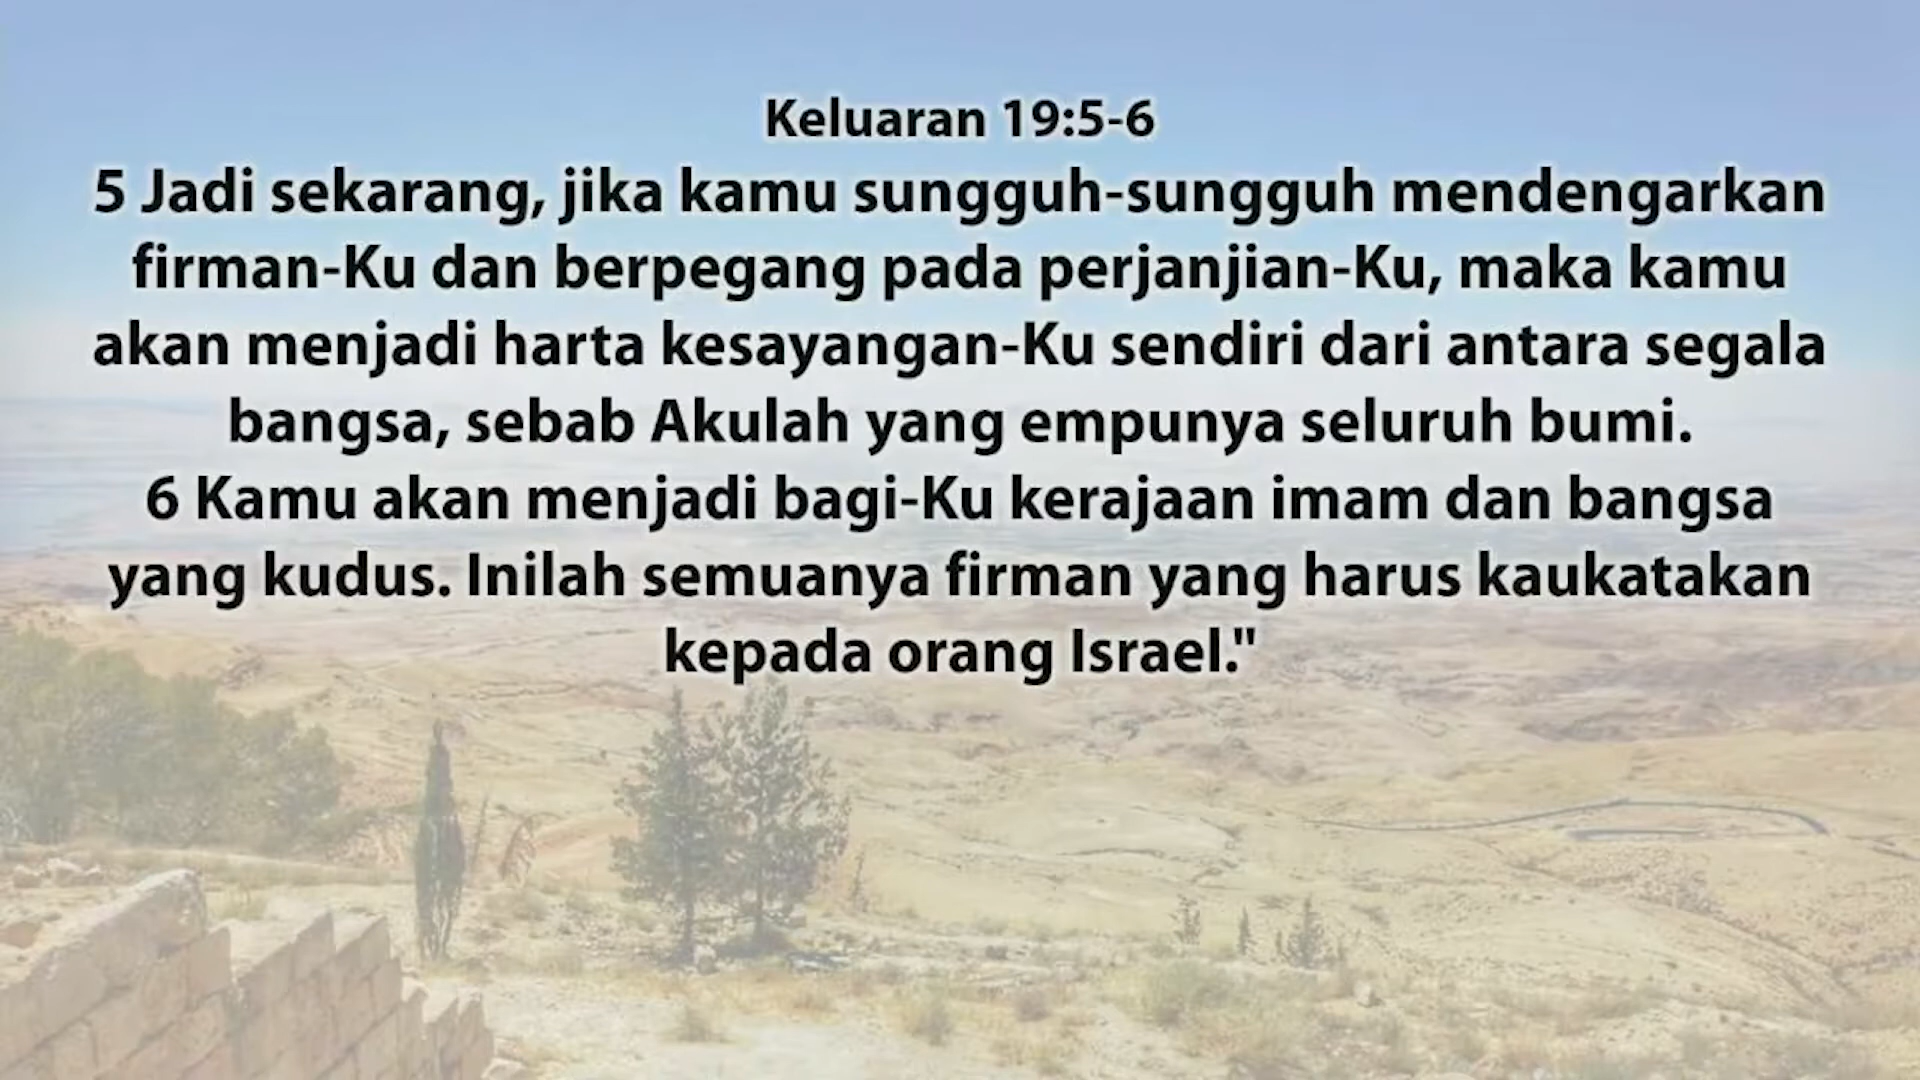 Keluaran 19:5-6
5 Jadi sekarang, jika kamu sungguh-sungguh mendengarkan
firman-Ku dan berpegang pada perjanjian-Ku, maka kamu
akan menjadi harta kesayangan-Ku sendiri dari antara segala
bangsa, sebab Akulah yang empunya seluruh bumi.
6 Kamu akan menjadi bagi-Ku kerajaan imam dan bangsa
yang kudus. Inilah semuanya firman yang harus kaukatakan
kepada orang Israel."